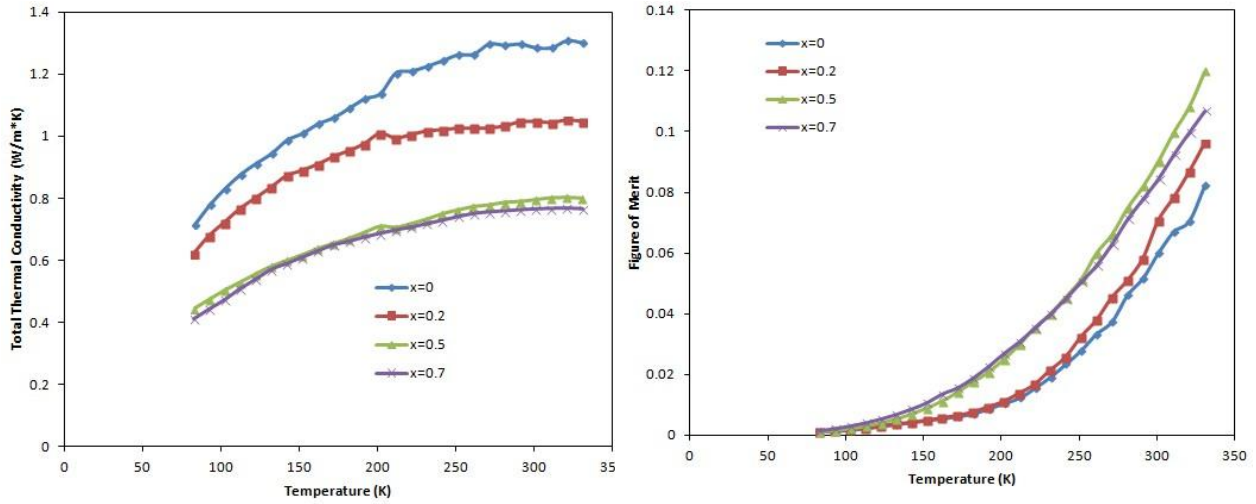 1.4
1.2
1
0.8
0.6
0.4
0.2
0
Total Thermal Conductivity (W/m*K)
x=0
x=0.2
x=0.5
x=0.7
0 50 100 150 200 250 300 35
Temperature (K)
0.14
0.12
0.1
0.08
0.06
0.04
0.02
0
Figure of Merit
x=0
x=0.2
x=0.5
x=0.7
0 50 100 150 200 250 300 350
Temperature (K)